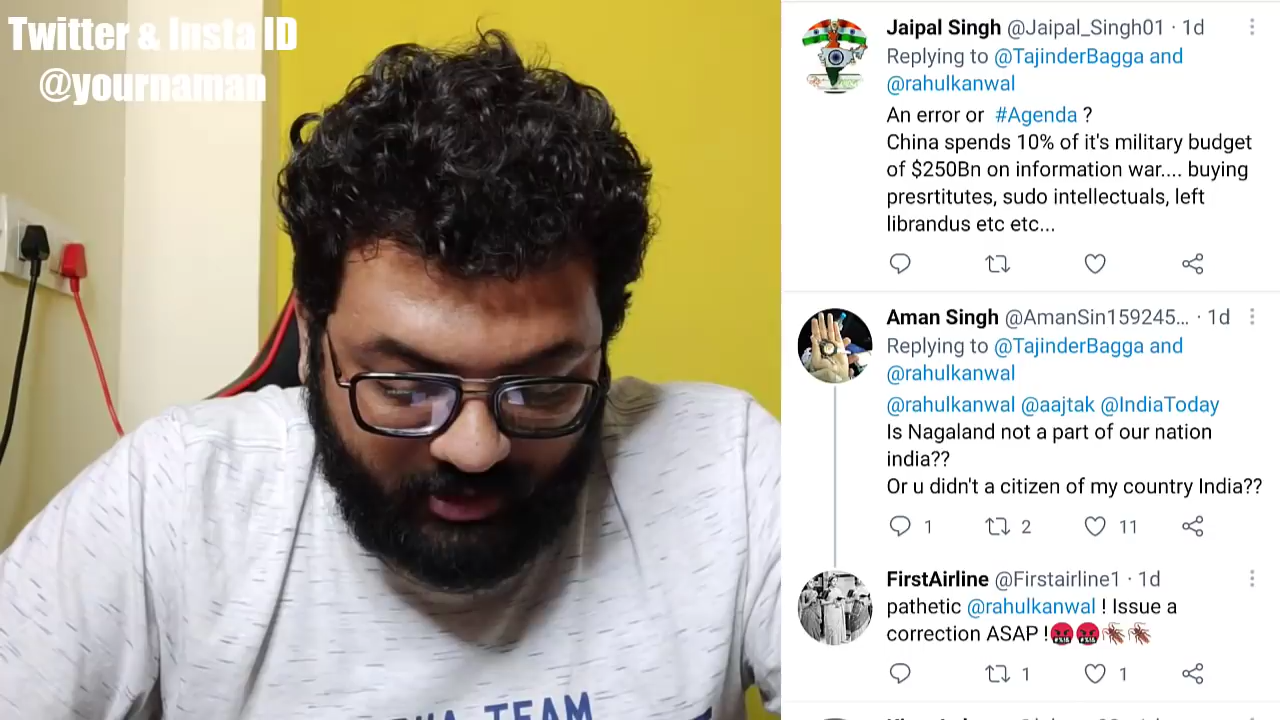 Twitter & Insta ID
@yournaman
Jaipal Singh @Jaipal_Singh01 · 1d
Replying to @TajinderBagga and
@rahulkanwal
An error or #Agenda ?
China spends 10% of it's military budget
of $250Bn on information war.... buying
presrtitutes, sudo intellectuals, left
librandus etc etc...
Aman Singh @AmanSin159245... · 1d
Replying to @TajinderBagga and
@rahulkanwal
@rahulkanwal @aajtak @IndiaToday
Is Nagaland not a part of our nation
india??
Or u didn't a citizen of my country India??
1 2 11
FirstAirline @Firstairline1 · 1d
pathetic @rahulkanwal ! Issue a
correction ASAP !
1 1
TEAM